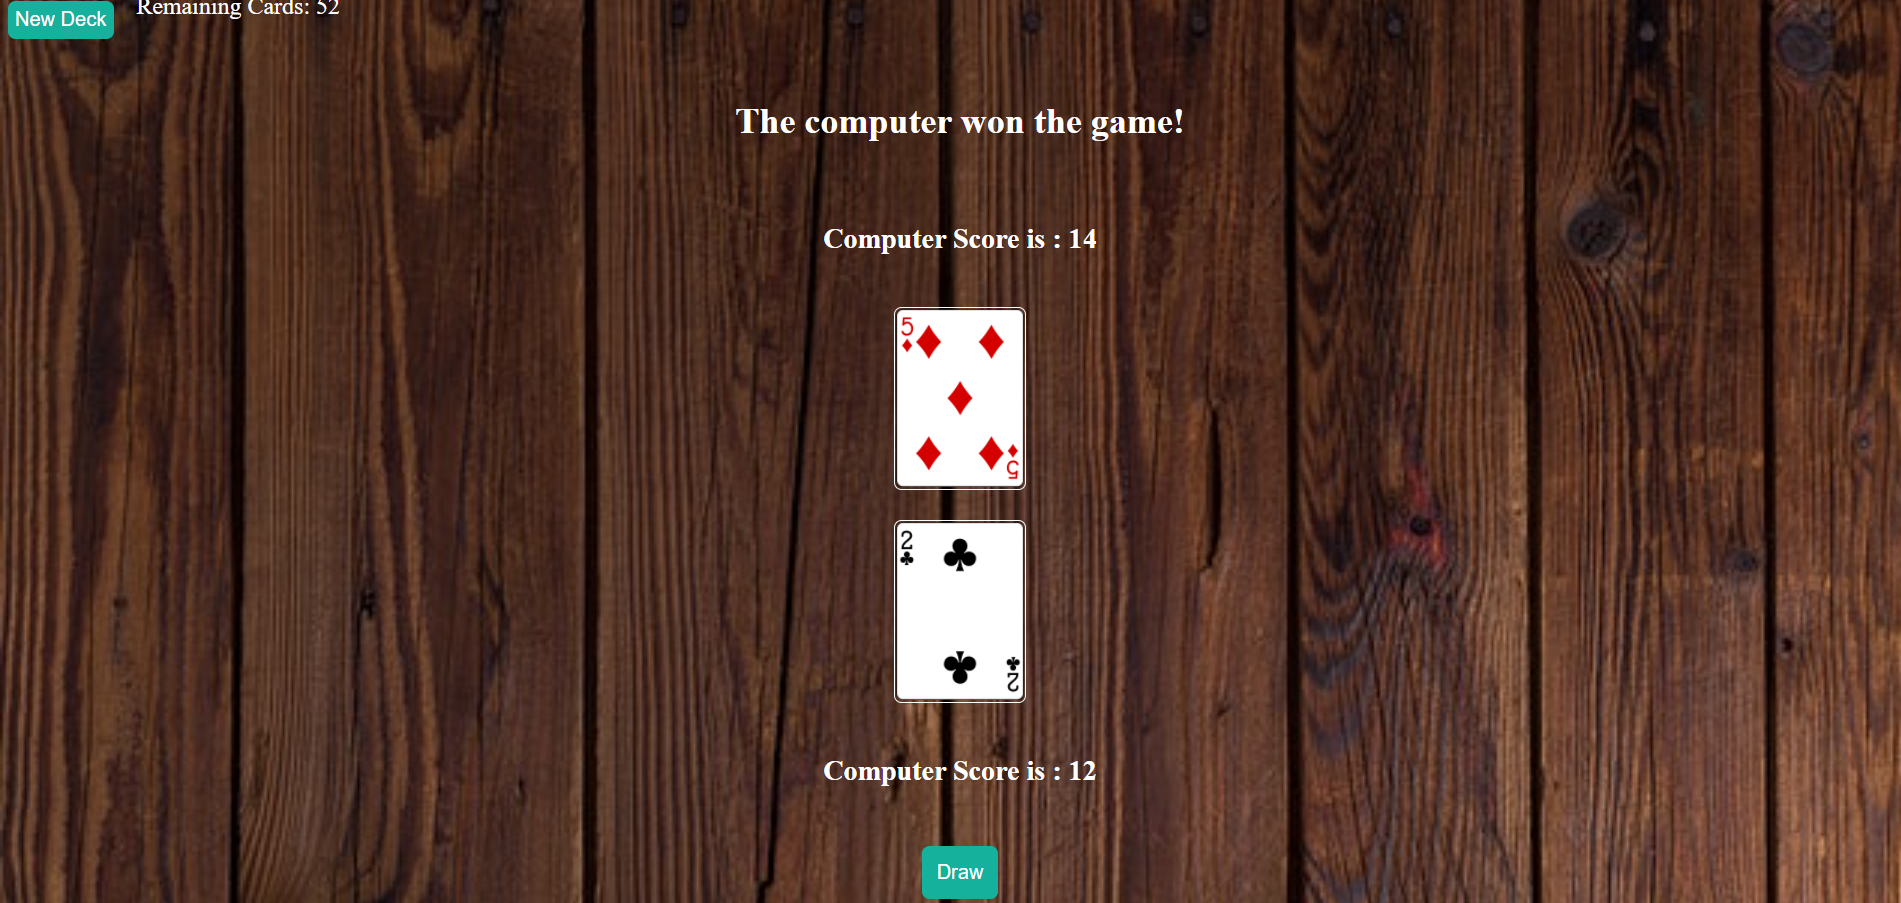 New Deck
Remaining Cards: 52
The computer won the game!
Computer Score is : 14
5
5
2
2
Computer Score is : 12
Draw